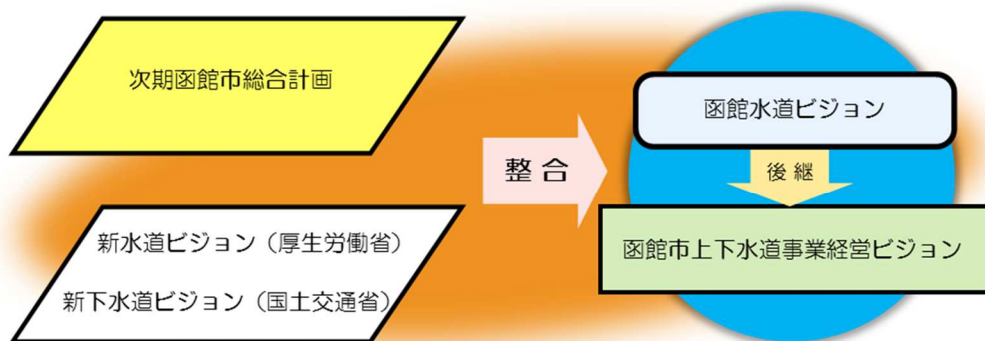 次期函館市総合計画
新水道ビジョン（厚生労働省）
新下水道ビジョン（国土交通省）
整合
函館水道ビジョン
後継
函館市上下水道事業経営ビジョン